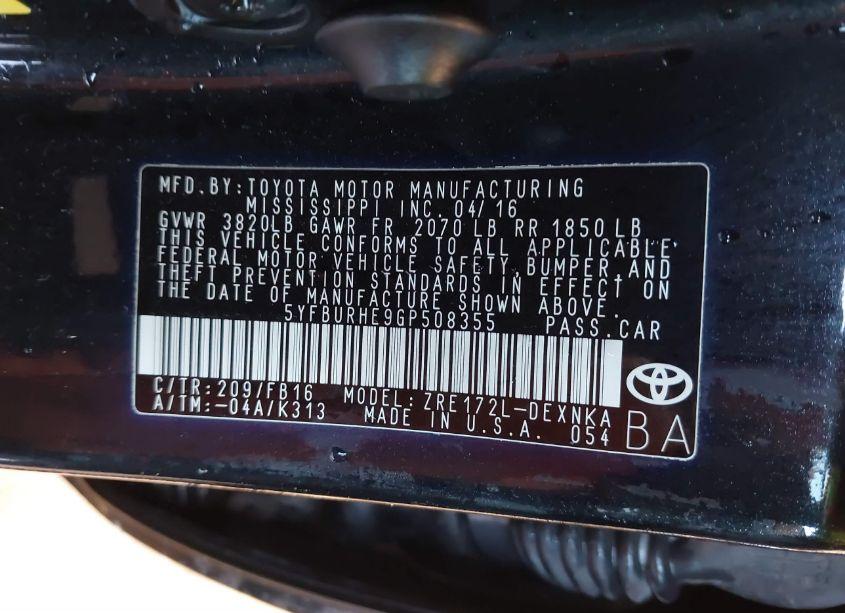 MFD. BY: TOYOTA MOTOR MANUFACTURING
MISSISSIPPI INC. 04/16
GVWR 3820LB GAWR FR 2070 LB RR 1850 LB
THIS VEHICLE CONFORMS TO ALL APPLICABLE
FEDERAL MOTOR VEHICLE SAFETY, BUMPER, AND
THEFT PREVENTION STANDARDS IN EFFECT ON
THE DATE OF MANUFACTURE SHOWN ABOVE.
5YFBURHE9GP508355 PASS. CAR
C/TR: 209/FB16 MODEL: ZRE172L-DEXNKA
A/TM: -04A/K313 MADE IN U.S.A. 054
BA